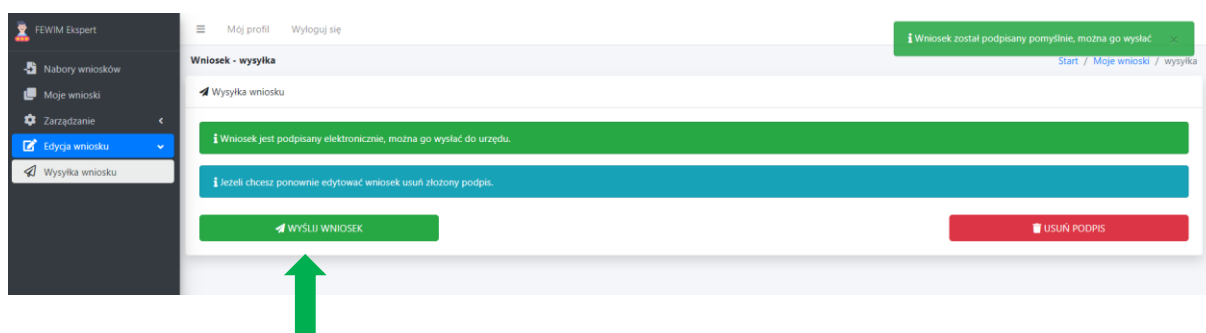 FEWIM Ekspert
Mój profil Wyloguj się
Wniosek został podpisany pomyślnie, można go wysłać
Wniosek - wysyłka
Start / Moje wnioski / wysyłka
Nabory wniosków
Moje wnioski
Zarządzanie
Edycja wniosku
Wysyłka wniosku
Wysyłka wniosku
Wniosek jest podpisany elektronicznie, można go wysłać do urzędu.
Jeżeli chcesz ponownie edytować wniosek usuń złożony podpis.
WYŚLIJ WNIOSEK
USUŃ PODPIS